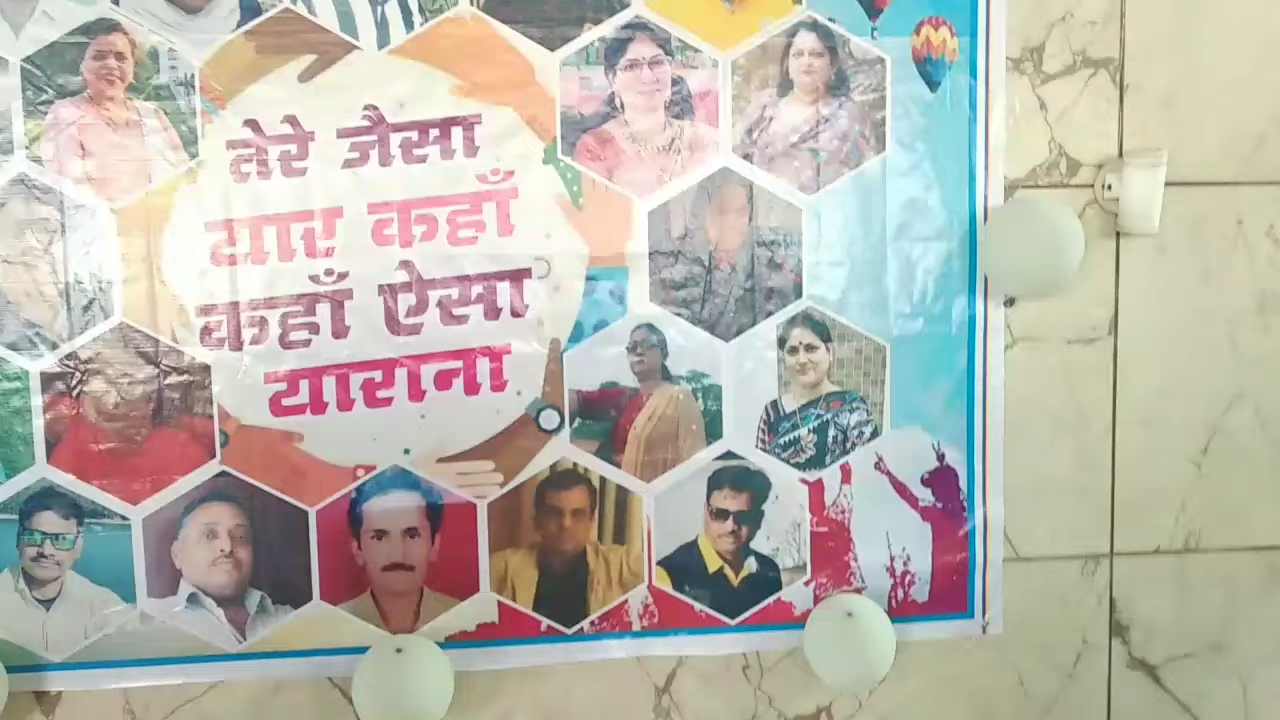 तेरे जैसा
यार कहाँ
कहाँ ऐसा
याराना